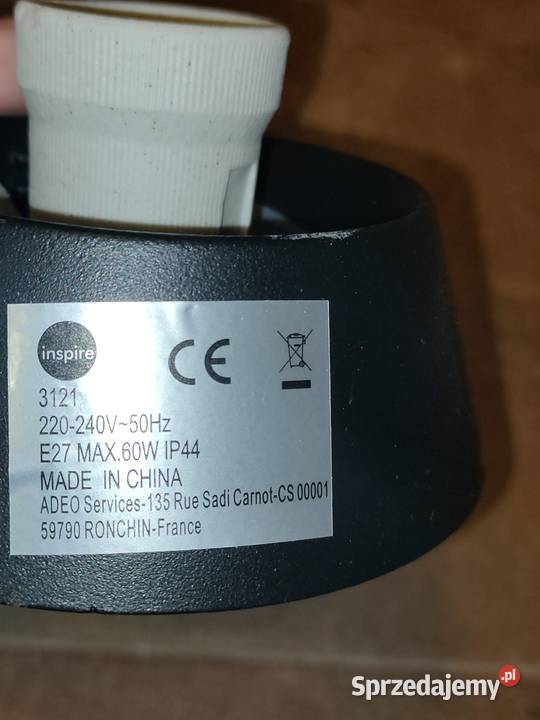 inspire
CE
3121
220-240V~50Hz
E27 MAX.60W IP44
MADE IN CHINA
ADEO Services-135 Rue Sadi Carnot-CS 00001
59790 RONCHIN-France
Sprzedajemy.pl